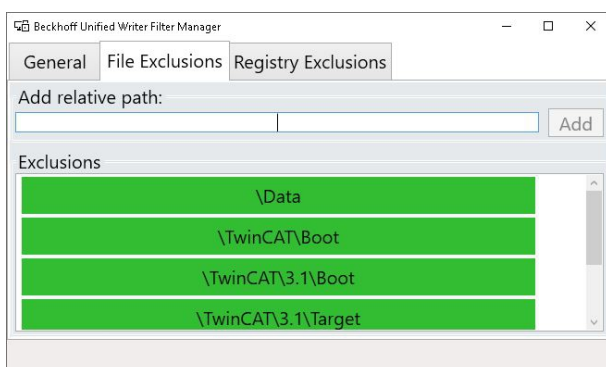 Beckhoff Unified Writer Filter Manager
General File Exclusions Registry Exclusions
Add relative path:
Add
Exclusions
\Data
\TwinCAT\Boot
\TwinCAT\3.1\Boot
\TwinCAT\3.1\Target